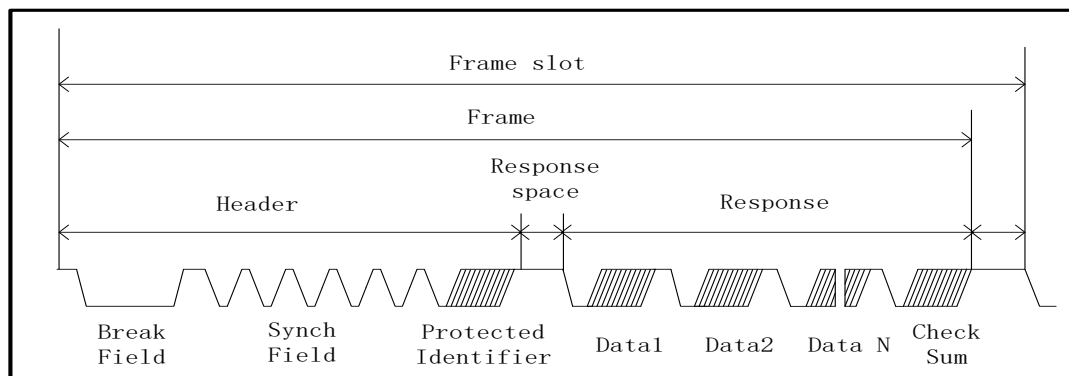 Frame slot
Frame
Response
space
Header
Response
Break
Field
Synch
Field
Protected
Identifier
Data1
Data2
Data N
Check
Sum